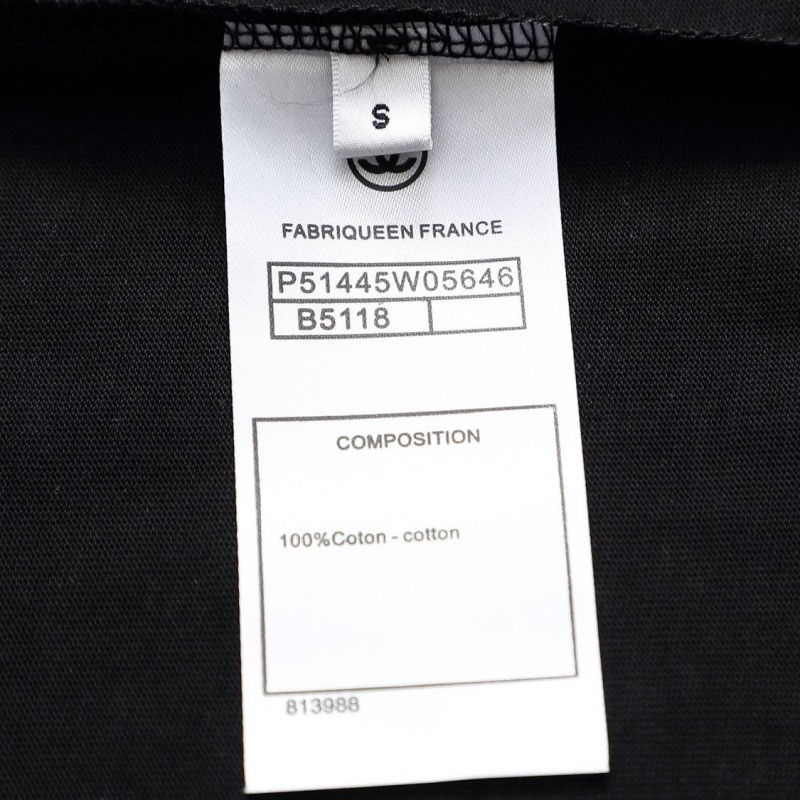 S
FABRIQUEEN FRANCE
P51445W05646
B5118
COMPOSITION
100%Coton - cotton
813988